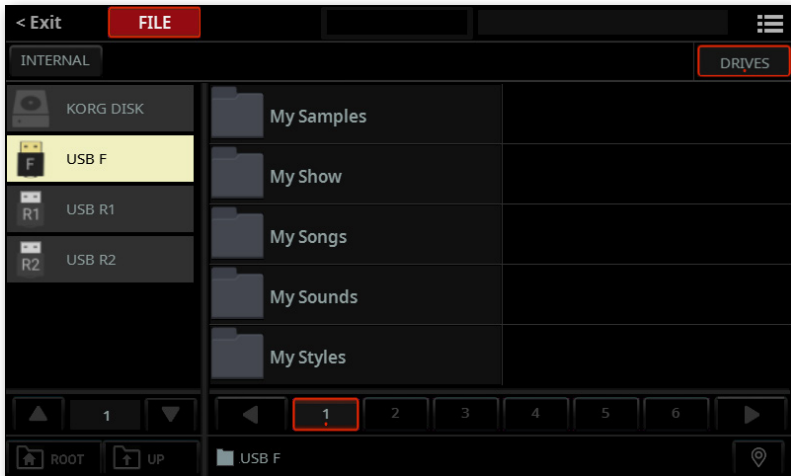 < Exit FILE
INTERNAL DRIVES
KORG DISK
F USB F
R1 USB R1
R2 USB R2
My Samples
My Show
My Songs
My Sounds
My Styles
1 1 2 3 4 5 6
ROOT UP USB F